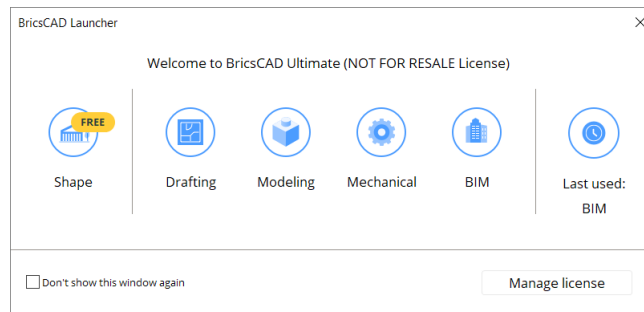 BricsCAD Launcher
Welcome to BricsCAD Ultimate (NOT FOR RESALE License)
FREE
Shape
Drafting
Modeling
Mechanical
BIM
Last used:
BIM
Don't show this window again
Manage license